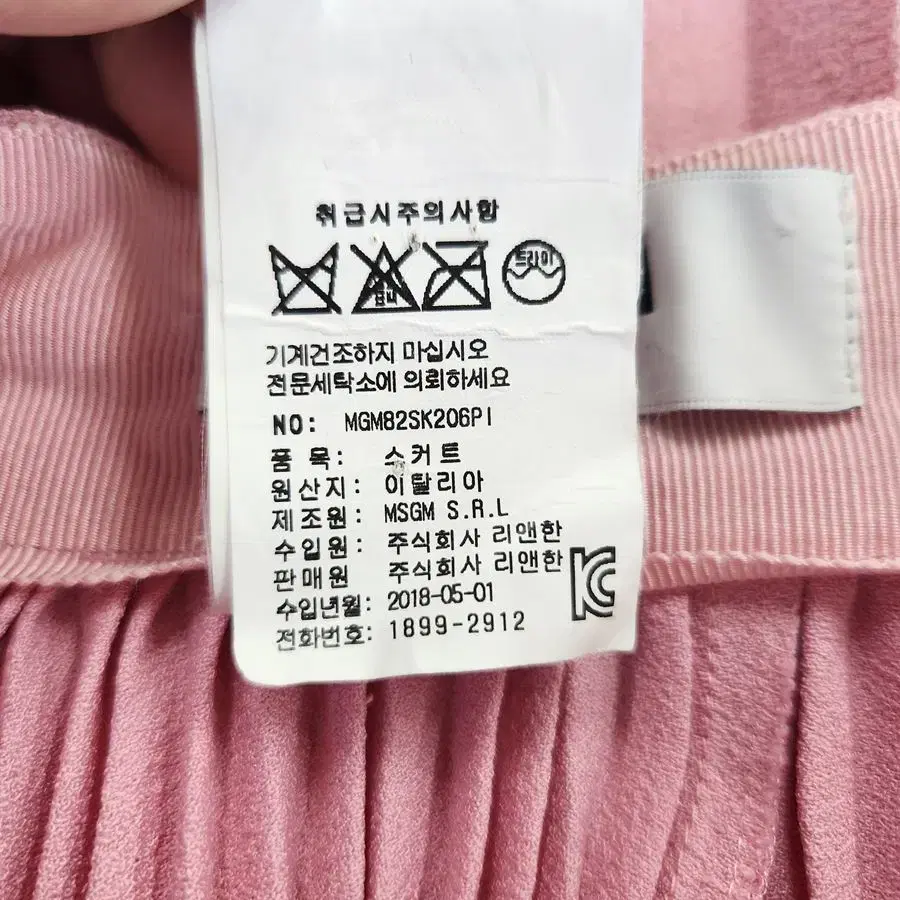 취급시주의사항
드라이
기계건조하지 마십시오
전문세탁소에 의뢰하세요
NO: MGM82SK206PI
품 목: 스커트
원산지: 이탈리아
제조원: MSGM S.R.L
수입원: 주식회사 리앤한
판매원 주식회사 리앤한
수입년월: 2018-05-01
전화번호: 1899-2912